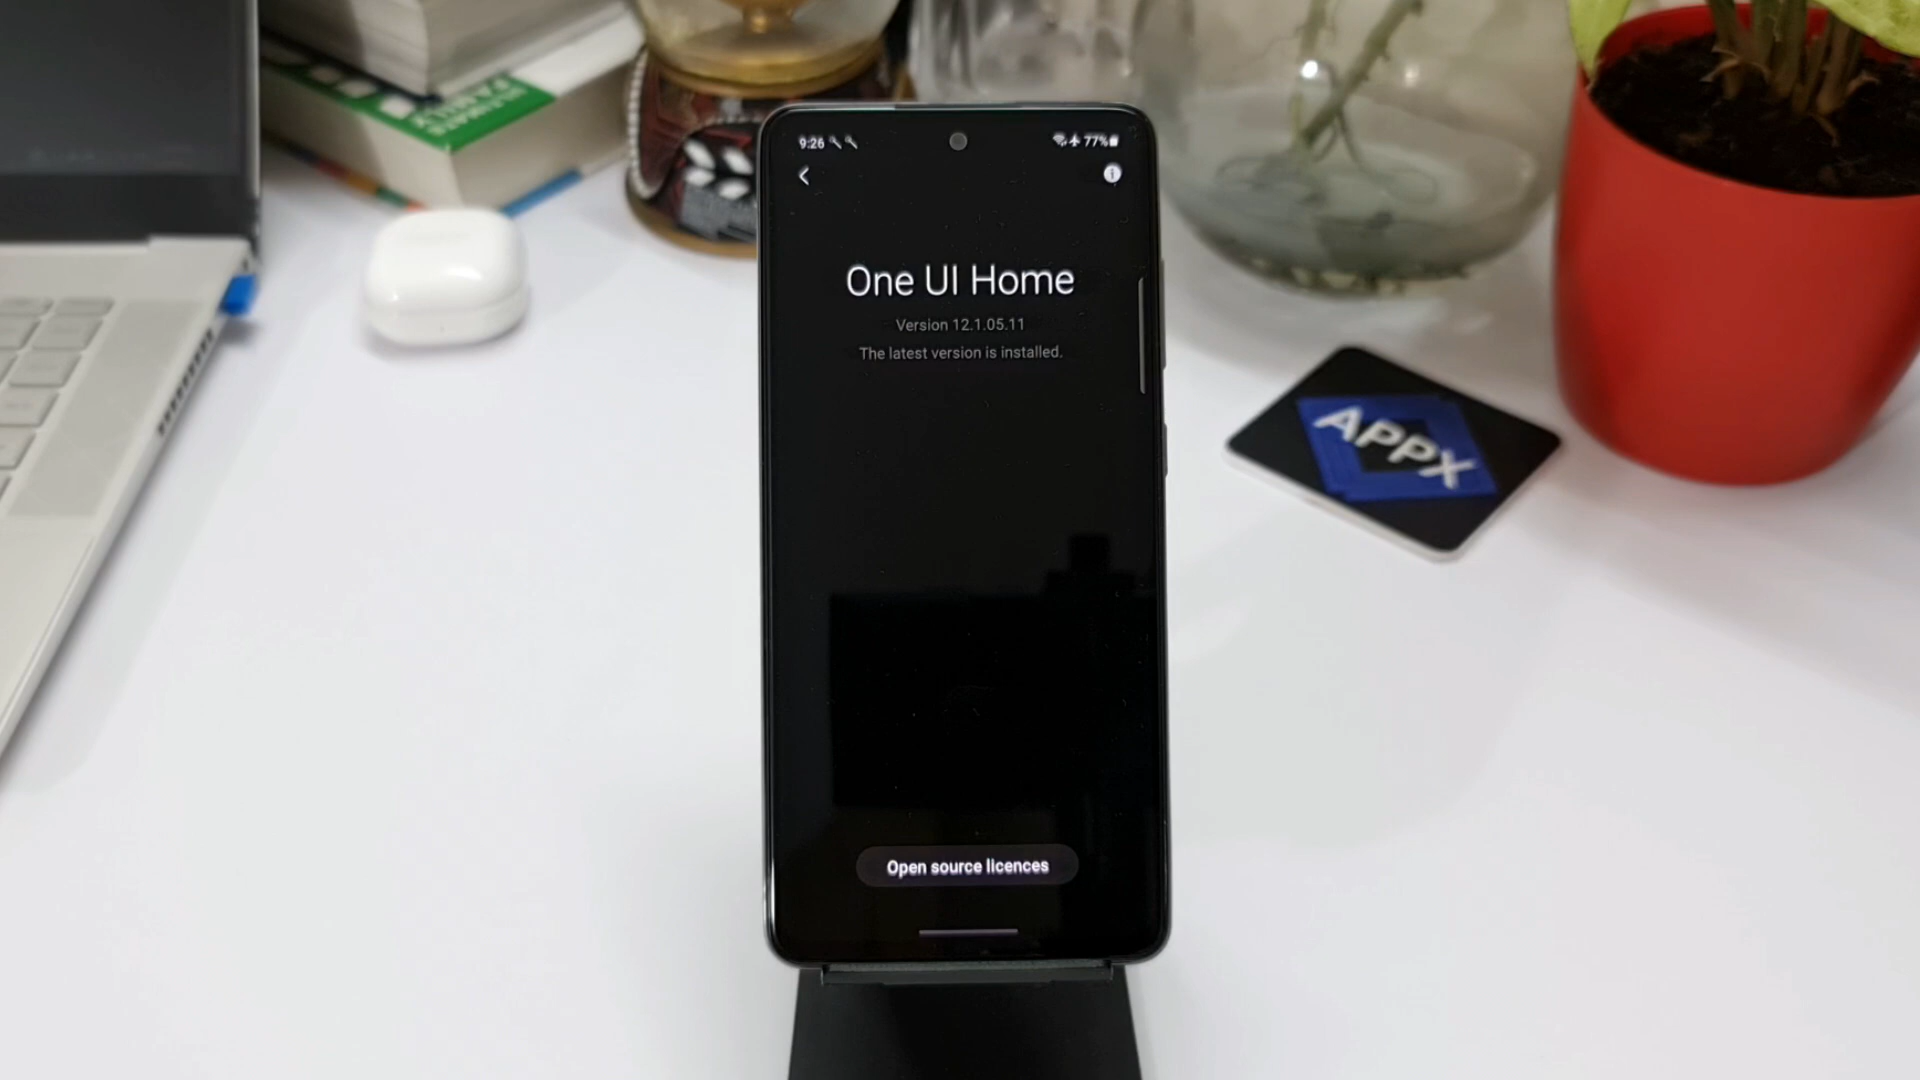 9:26
77%
One UI Home
Version 12.1.05.11
The latest version is installed.
APPX
Open source licences